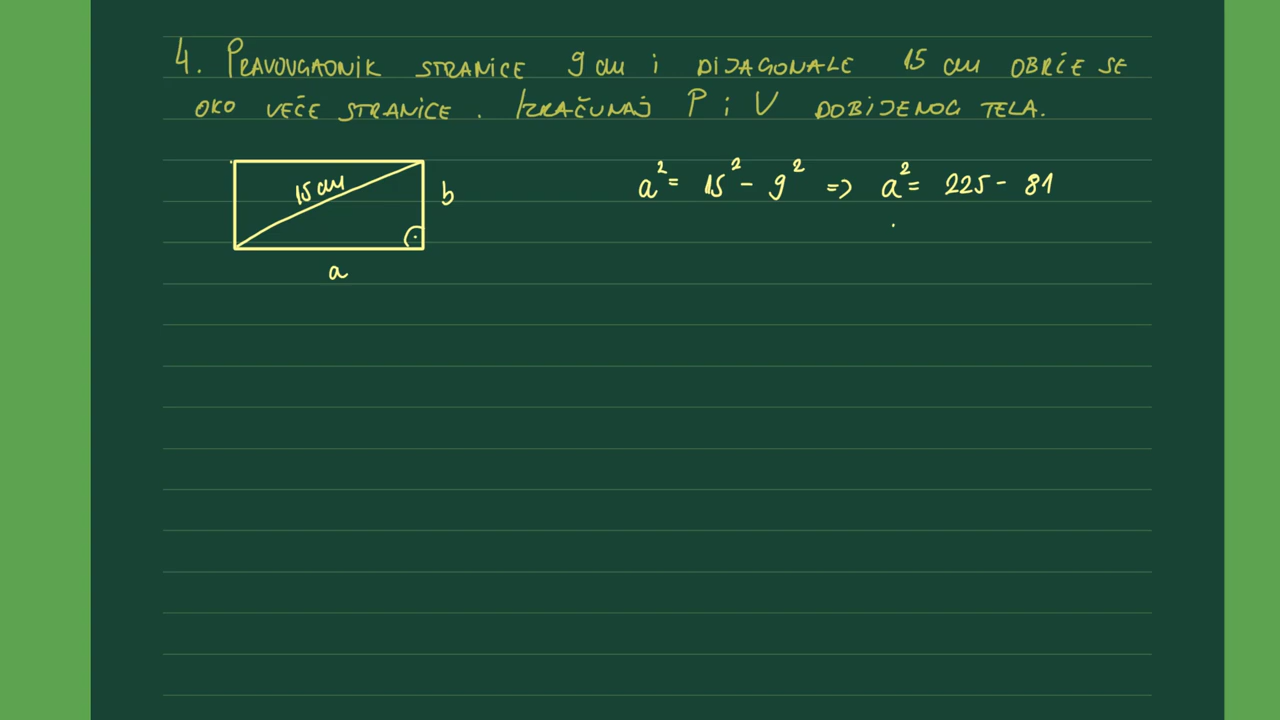 4. PRAVOUGAONIK STRANICE 9 cm i DIJAGONALE 15 cm OBRĆE SE
OKO VEĆE STRANICE. IZRAČUNAJ P i V DOBIJENOG TELA.
15 cm
b
a
a² = 15² - 9² => a² = 225 - 81